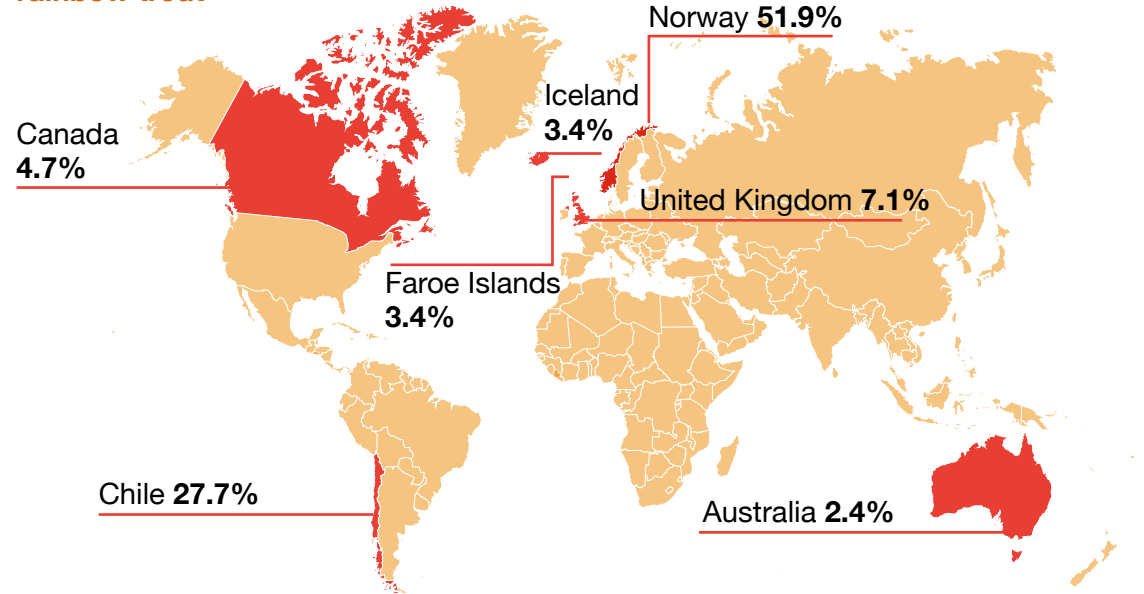 Norway 51.9%
Iceland
3.4%
Canada
4.7%
United Kingdom 7.1%
Faroe Islands
3.4%
Chile 27.7%
Australia 2.4%